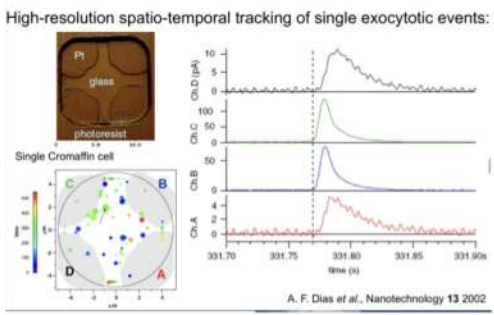 High-resolution spatio-temporal tracking of single exocytotic events:
Pt
glass
photoresist
Single Cromaffin cell
C
B
D
A
Ch.D (pA)
10
5
0
Ch.C
100
50
0
Ch.B
50
0
Ch.A
4
2
0
331.70
331.75
331.80
331.85
331.90s
time (s)
A. F. Dias et al., Nanotechnology 13 2002